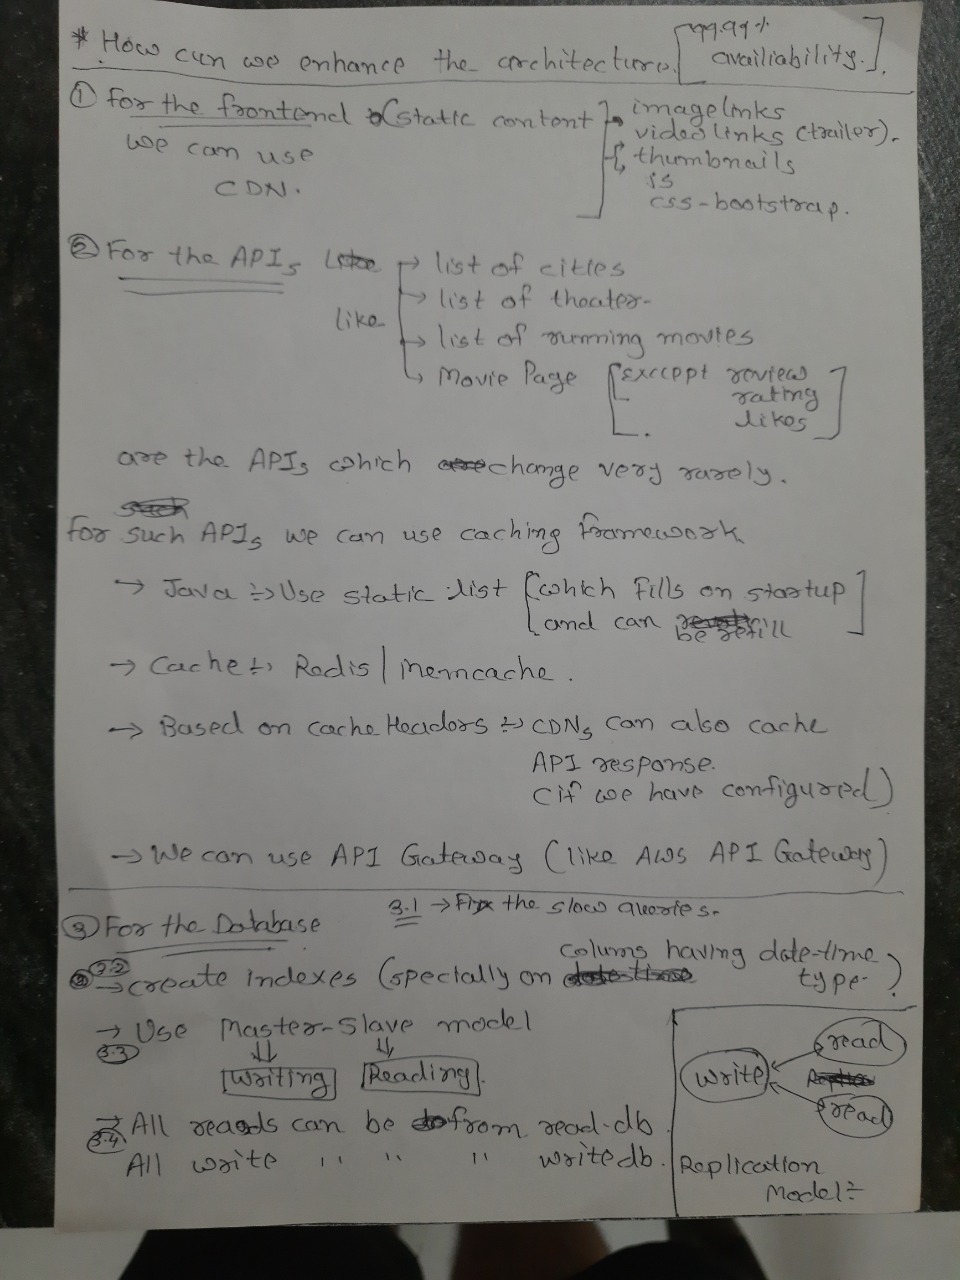 * How can we enhance the architecture. [99.99% availiability.]
① For the frontend (static content
We can use
CDN.
imagelinks
video links (trailer).
thumbnails
js
css-bootstrap.
② For the APIs
like
→ list of cities
→ list of theater
→ list of running movies
→ Movie Page [Exccept review
rating
likes]
are the APIs which change very rarely.
for such APIs we can use caching framework
→ Java :→ Use static list [which fills on startup
and can be refill]
→ Cache :→ Redis | Memcache.
→ Based on cache Headers :→ CDNs can also cache
API response.
(if we have configured)
→ We can use API Gateway (like AWS API Gateway)
③ For the Database
3.1 → Fix the slow queries.
3.2 → create indexes (specially on colums having date-time type.)
→ Use Master-Slave model
3.3
Writing Reading.
→ All reads can be from read-db.
3.4
All write " " " write db.
read
write
read
Replication
Model :-